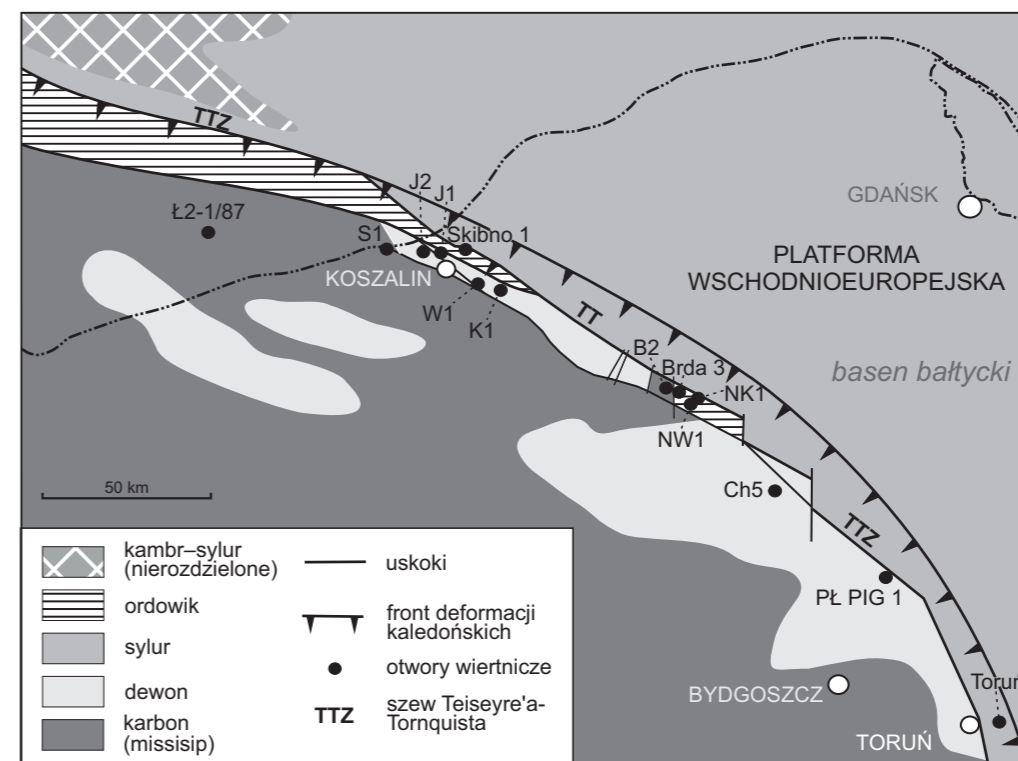 TTZ
J2
J1
Ł2-1/87
S1
Skibno 1
KOSZALIN
W1
K1
GDAŃSK
PLATFORMA
WSCHODNIOEUROPEJSKA
TT
B2
Brda 3
NK1
NW1
basen bałtycki
Ch5
TTZ
PŁ PIG 1
BYDGOSZCZ
Toruń
TORUŃ
50 km
kambr–sylur
(nierozdzielone)
ordowik
sylur
dewon
karbon
(missisip)
uskoki
front deformacji
kaledońskich
otwory wiertnicze
TTZ
szew Teiseyre'a-
Tornquista